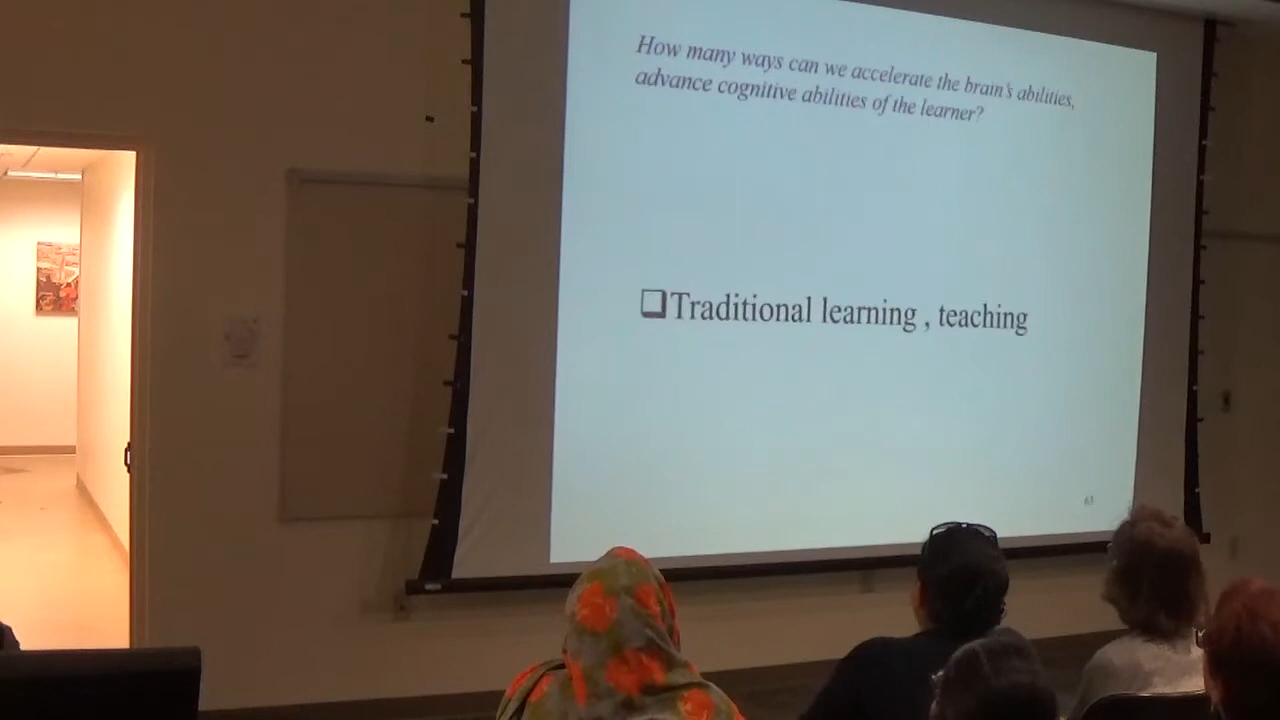 How many ways can we accelerate the brain's abilities,
advance cognitive abilities of the learner?
❑Traditional learning , teaching